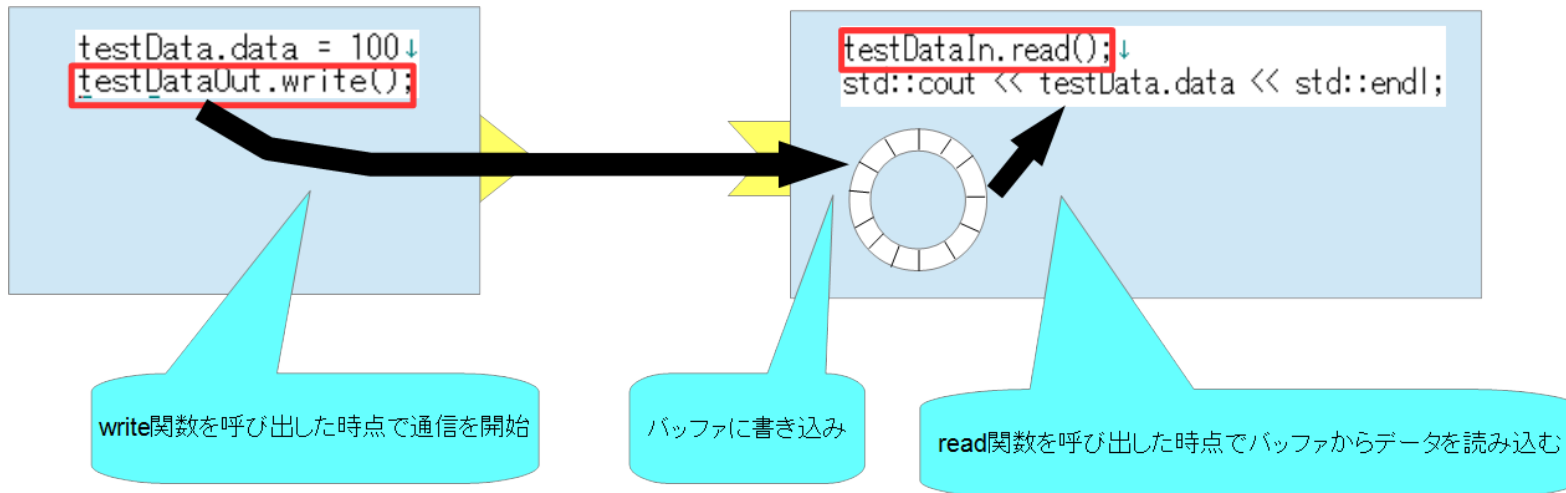 testData.data = 100↓
testDataOut.write();
testDataIn.read();↓
std::cout << testData.data << std::endl;
write関数を呼び出した時点で通信を開始
バッファに書き込み
read関数を呼び出した時点でバッファからデータを読み込む